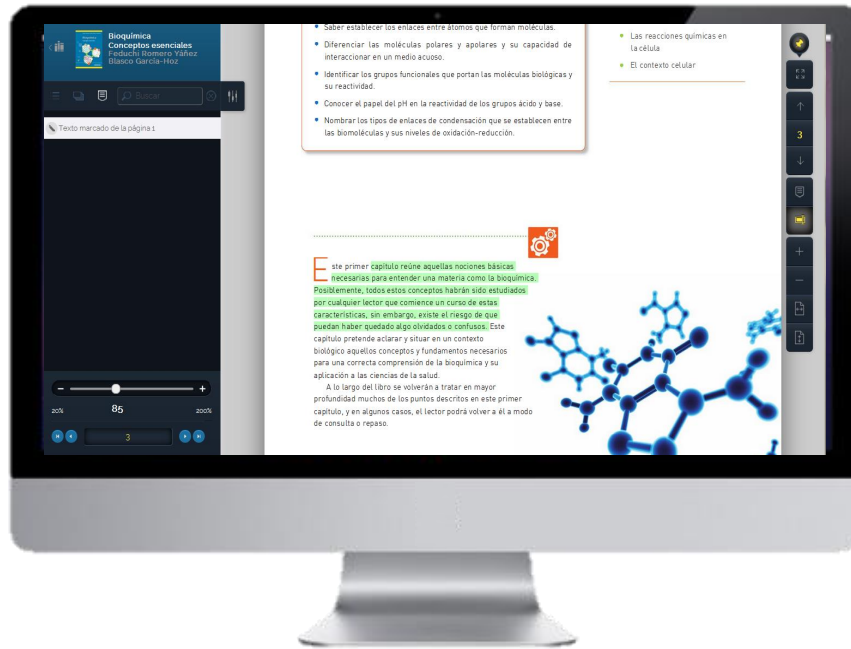 Bioquímica
Conceptos esenciales
Feduchi Romero Yáñez
Blasco García-Hoz
Buscar
Texto marcado de la página 1
20%
85
200%
3
Saber establecer los enlaces entre átomos que forman moléculas.
Diferenciar las moléculas polares y apolares y su capacidad de
interaccionar en un medio acuoso.
Identificar los grupos funcionales que portan las moléculas biológicas y
su reactividad.
Conocer el papel del pH en la reactividad de los grupos ácido y base.
Nombrar los tipos de enlaces de condensación que se establecen entre
las biomoléculas y sus niveles de oxidación-reducción.
Las reacciones químicas en
la célula
El contexto celular
Este primer capítulo reúne aquellas nociones básicas
necesarias para entender una materia como la bioquímica.
Posiblemente, todos estos conceptos habrán sido estudiados
por cualquier lector que comience un curso de estas
características, sin embargo, existe el riesgo de que
puedan haber quedado algo olvidados o confusos. Este
capítulo pretende aclarar y situar en un contexto
biológico aquellos conceptos y fundamentos necesarios
para una correcta comprensión de la bioquímica y su
aplicación a las ciencias de la salud.
A lo largo del libro se volverán a tratar en mayor
profundidad muchos de los puntos descritos en este primer
capítulo, y en algunos casos, el lector podrá volver a él a modo
de consulta o repaso.
3